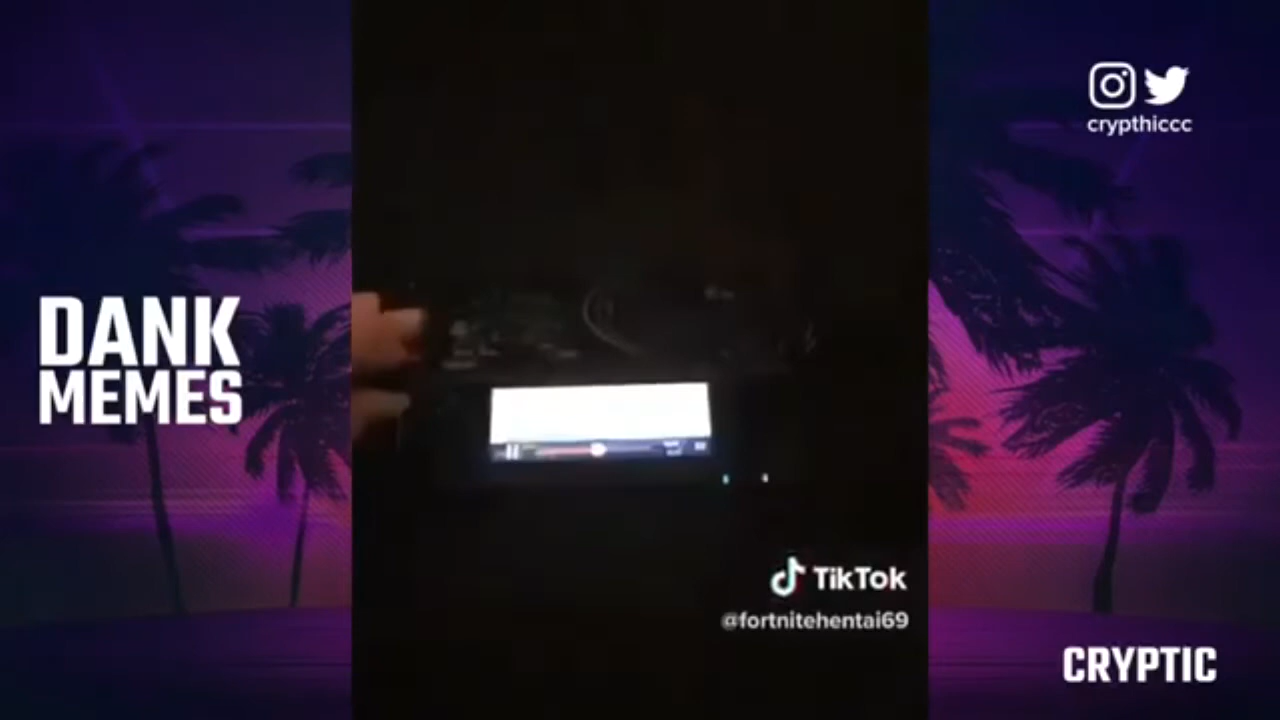 crypthiccc
DANK
MEMES
TikTok
@fortnitehentai69
CRYPTIC